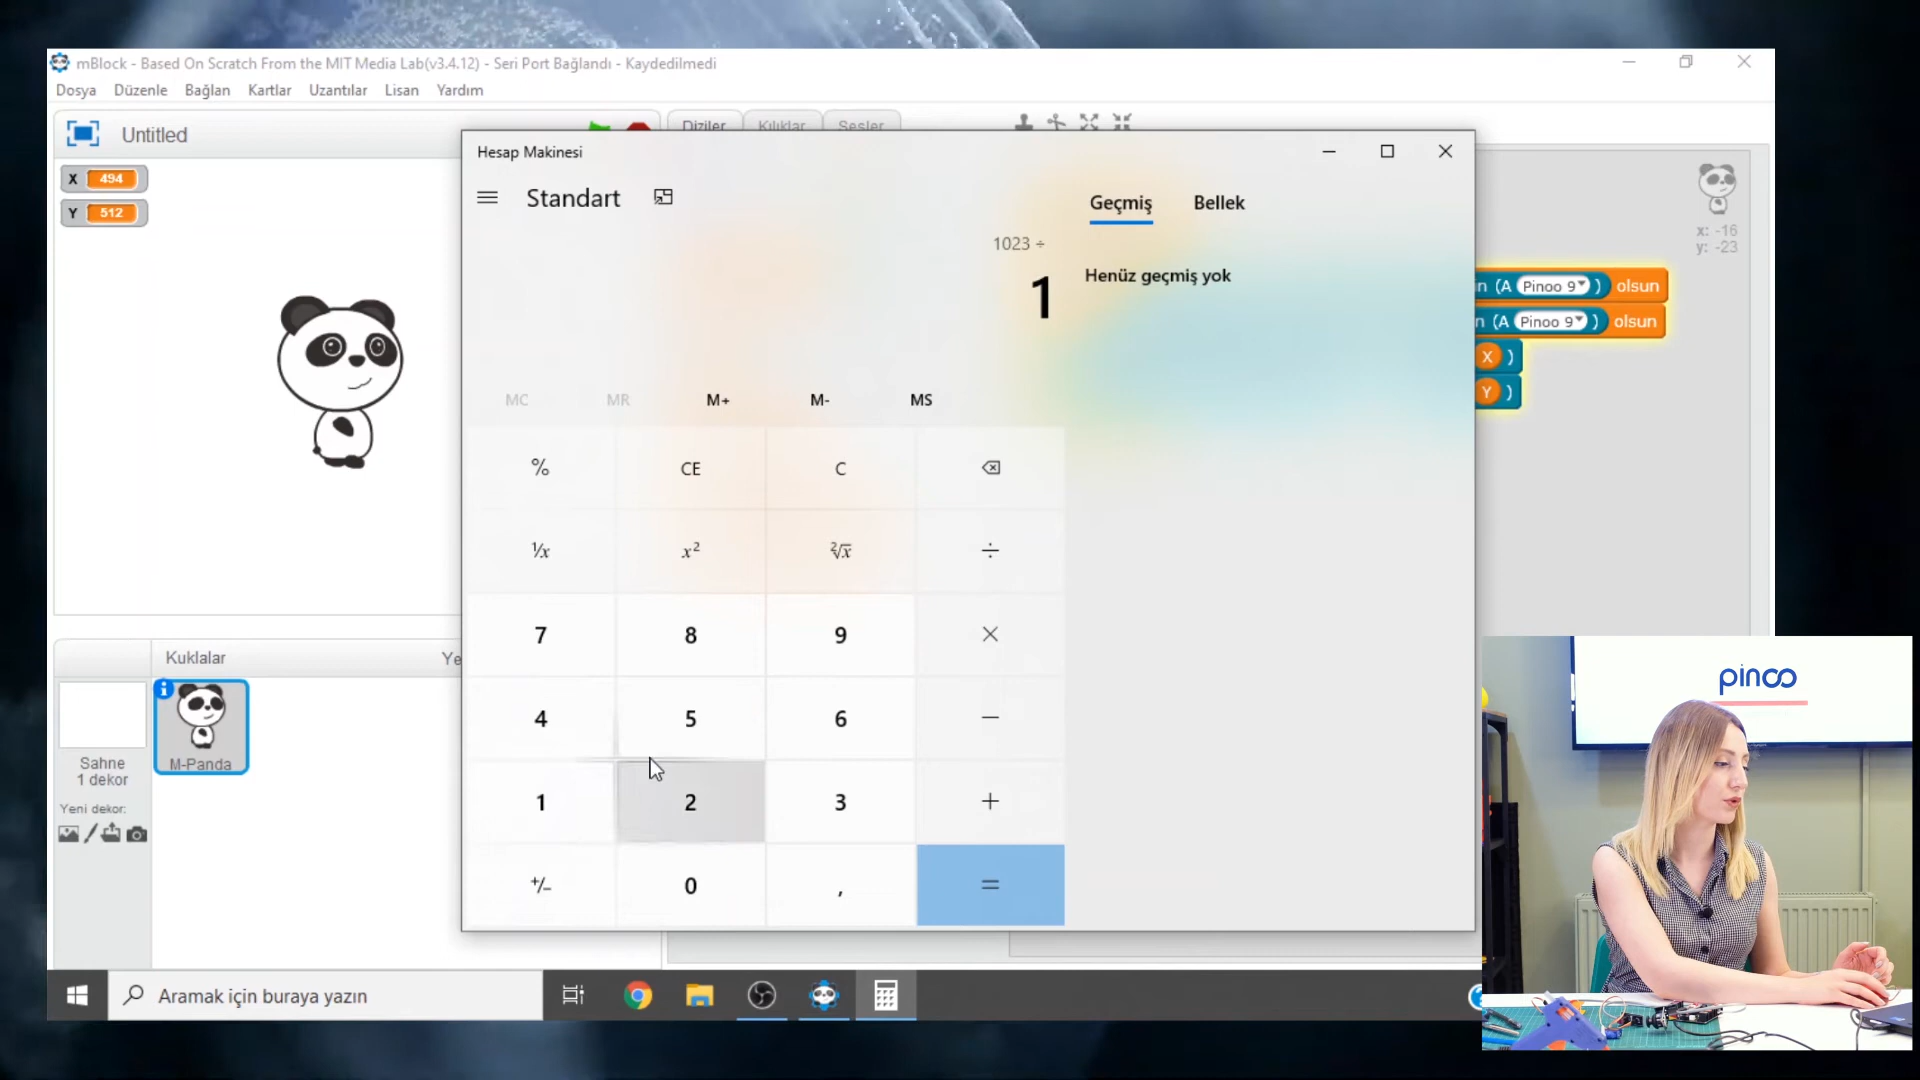 mBlock - Based On Scratch From the MIT Media Lab(v3.4.12) - Seri Port Bağlandı - Kaydedilmedi
Dosya Düzenle Bağlan Kartlar Uzantılar Lisan Yardım
Untitled
Diziler Kılıklar Sesler
X 494
Y 512
Hesap Makinesi
Standart
Geçmiş Bellek
1023 ÷
1
Henüz geçmiş yok
MC MR M+ M- MS
% CE C
¹/x x² ²√x ÷
7 8 9 ×
4 5 6 −
1 2 3 +
+/− 0 , =
x: -16
y: -23
(A Pinoo 9 ) olsun
(A Pinoo 9 ) olsun
X )
Y )
Kuklalar
M-Panda
Sahne
1 dekor
Yeni dekor:
Aramak için buraya yazın
pinoo